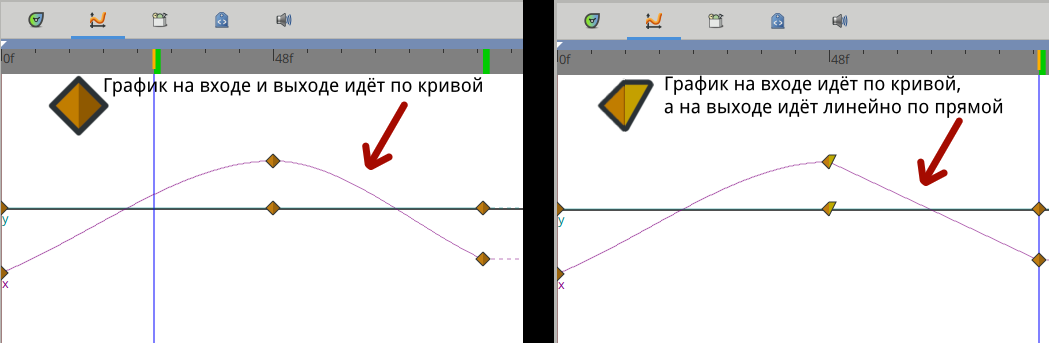 0f
48f
График на входе и выходе идёт по кривой
y
x
0f
48f
График на входе идёт по кривой,
а на выходе идёт линейно по прямой
y
x